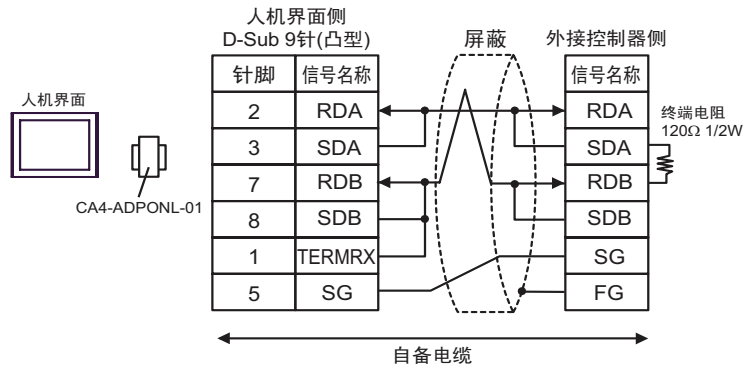 人机界面侧
D-Sub 9针(凸型)
屏蔽
外接控制器侧
针脚 信号名称
信号名称
人机界面
2 RDA
RDA
终端电阻
120Ω 1/2W
3 SDA
SDA
7 RDB
RDB
CA4-ADPONL-01
8 SDB
SDB
1 TERMRX
SG
5 SG
FG
自备电缆